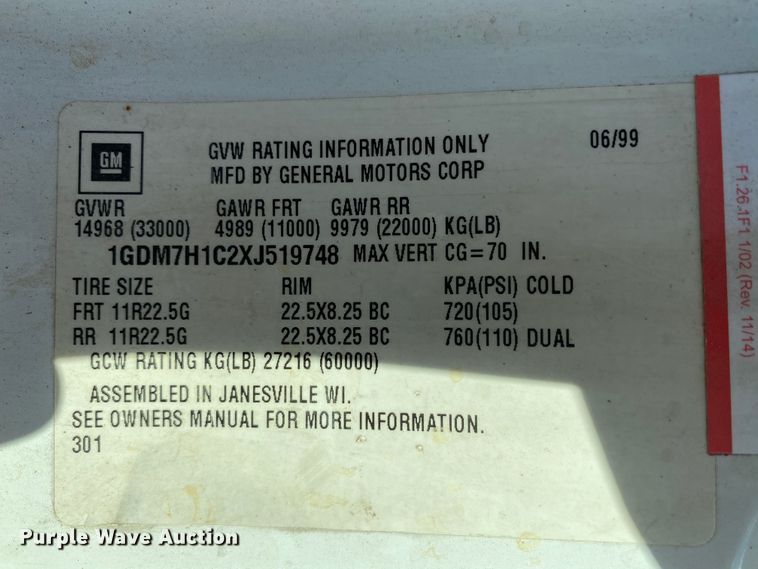 PurpleWave.com
GM
GVW RATING INFORMATION ONLY 06/99
MFD BY GENERAL MOTORS CORP
GVWR GAWR FRT GAWR RR
14968 (33000) 4989 (11000) 9979 (22000) KG(LB)
1GDM7H1C2XJ519748 MAX VERT CG=70 IN.
TIRE SIZE RIM KPA(PSI) COLD
FRT 11R22.5G 22.5X8.25 BC 720(105)
RR 11R22.5G 22.5X8.25 BC 760(110) DUAL
GCW RATING KG(LB) 27216 (60000)
ASSEMBLED IN JANESVILLE WI.
SEE OWNERS MANUAL FOR MORE INFORMATION.
301
F1.26.1F1 1/02 (Rev. 11/14)
Purple Wave Auction